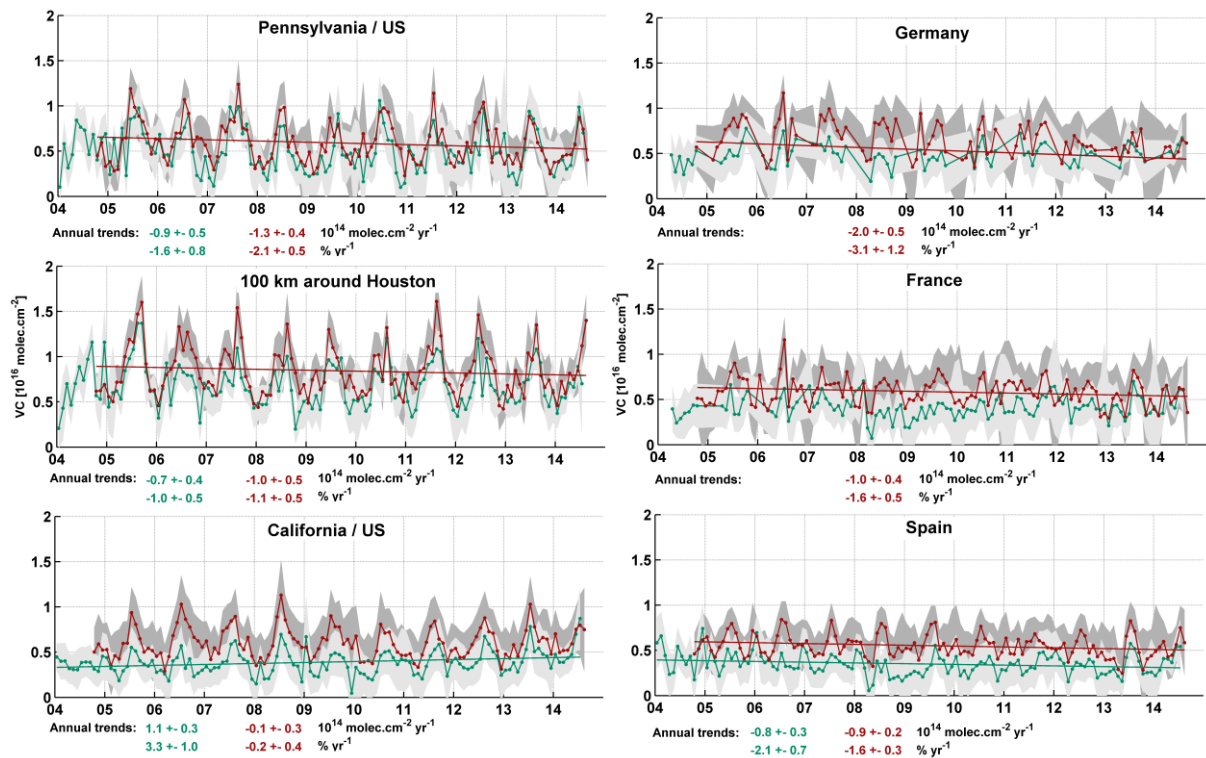 Pennsylvania / US
2
1.5
1
0.5
0
04 05 06 07 08 09 10 11 12 13 14
Annual trends: -0.9 +- 0.5 -1.3 +- 0.4 10^14 molec.cm^-2 yr^-1
-1.6 +- 0.8 -2.1 +- 0.5 % yr^-1
100 km around Houston
2
1.5
1
0.5
0
VC [10^16 molec.cm^-2]
04 05 06 07 08 09 10 11 12 13 14
Annual trends: -0.7 +- 0.4 -1.0 +- 0.5 10^14 molec.cm^-2 yr^-1
-1.0 +- 0.5 -1.1 +- 0.5 % yr^-1
California / US
2
1.5
1
0.5
0
04 05 06 07 08 09 10 11 12 13 14
Annual trends: 1.1 +- 0.3 -0.1 +- 0.3 10^14 molec.cm^-2 yr^-1
3.3 +- 1.0 -0.2 +- 0.4 % yr^-1
Germany
2
1.5
1
0.5
0
04 05 06 07 08 09 10 11 12 13 14
Annual trends: -2.0 +- 0.5 10^14 molec.cm^-2 yr^-1
-3.1 +- 1.2 % yr^-1
France
2
1.5
1
0.5
0
VC [10^16 molec.cm^-2]
04 05 06 07 08 09 10 11 12 13 14
Annual trends: -1.0 +- 0.4 10^14 molec.cm^-2 yr^-1
-1.6 +- 0.5 % yr^-1
Spain
2
1.5
1
0.5
0
04 05 06 07 08 09 10 11 12 13 14
Annual trends: -0.8 +- 0.3 -0.9 +- 0.2 10^14 molec.cm^-2 yr^-1
-2.1 +- 0.7 -1.6 +- 0.3 % yr^-1